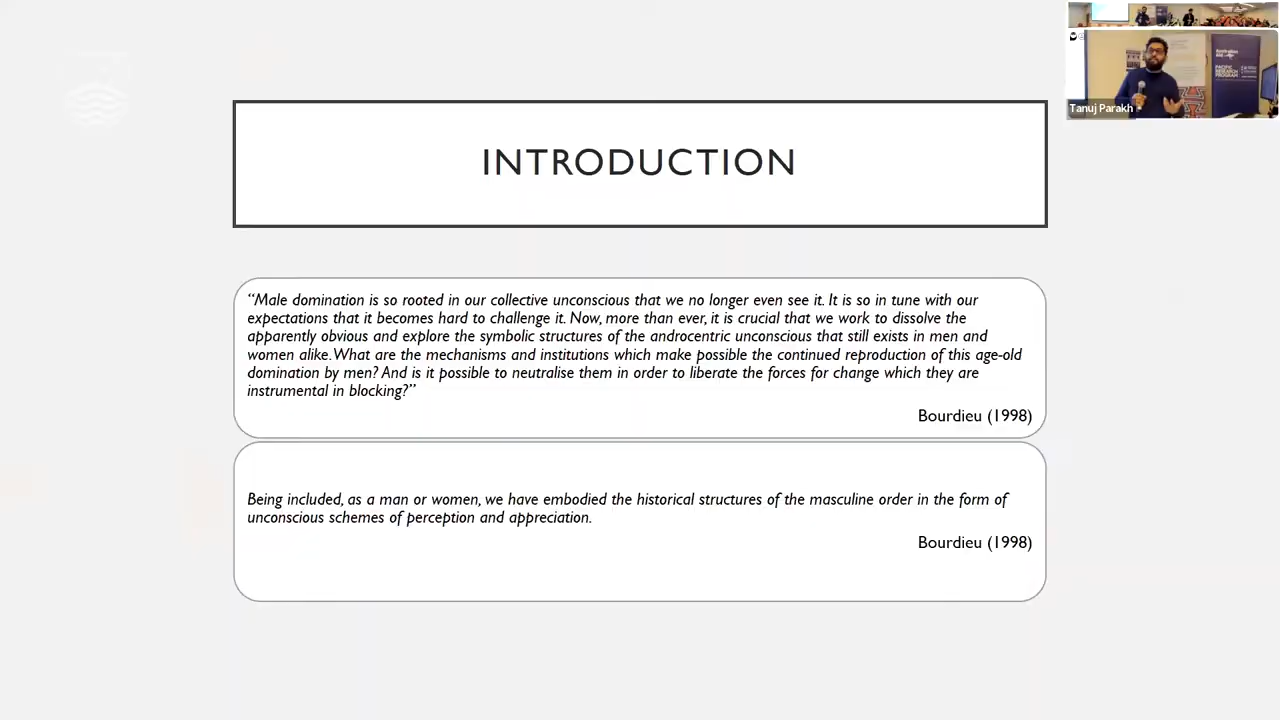 INTRODUCTION
“Male domination is so rooted in our collective unconscious that we no longer even see it. It is so in tune with our
expectations that it becomes hard to challenge it. Now, more than ever, it is crucial that we work to dissolve the
apparently obvious and explore the symbolic structures of the androcentric unconscious that still exists in men and
women alike. What are the mechanisms and institutions which make possible the continued reproduction of this age-old
domination by men? And is it possible to neutralise them in order to liberate the forces for change which they are
instrumental in blocking?”
Bourdieu (1998)
Being included, as a man or women, we have embodied the historical structures of the masculine order in the form of
unconscious schemes of perception and appreciation.
Bourdieu (1998)
PACIFIC
RESEARCH
PROGRAM
Tanuj Parakh